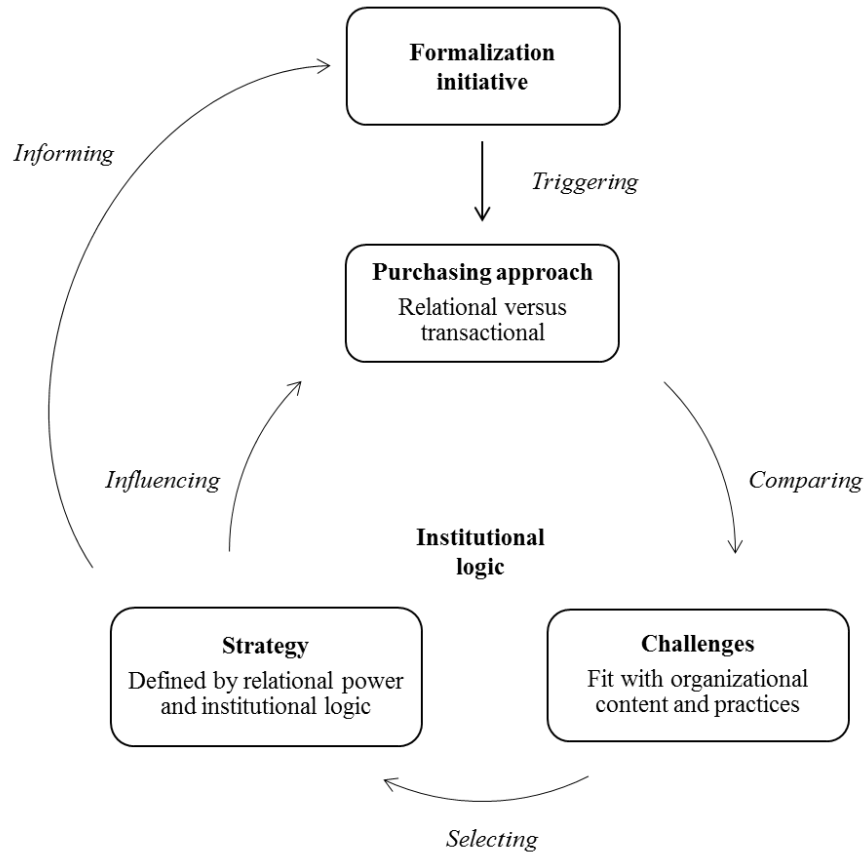 Formalization
initiative
Informing
Triggering
Purchasing approach
Relational versus
transactional
Influencing
Comparing
Institutional
logic
Strategy
Defined by relational power
and institutional logic
Challenges
Fit with organizational
content and practices
Selecting